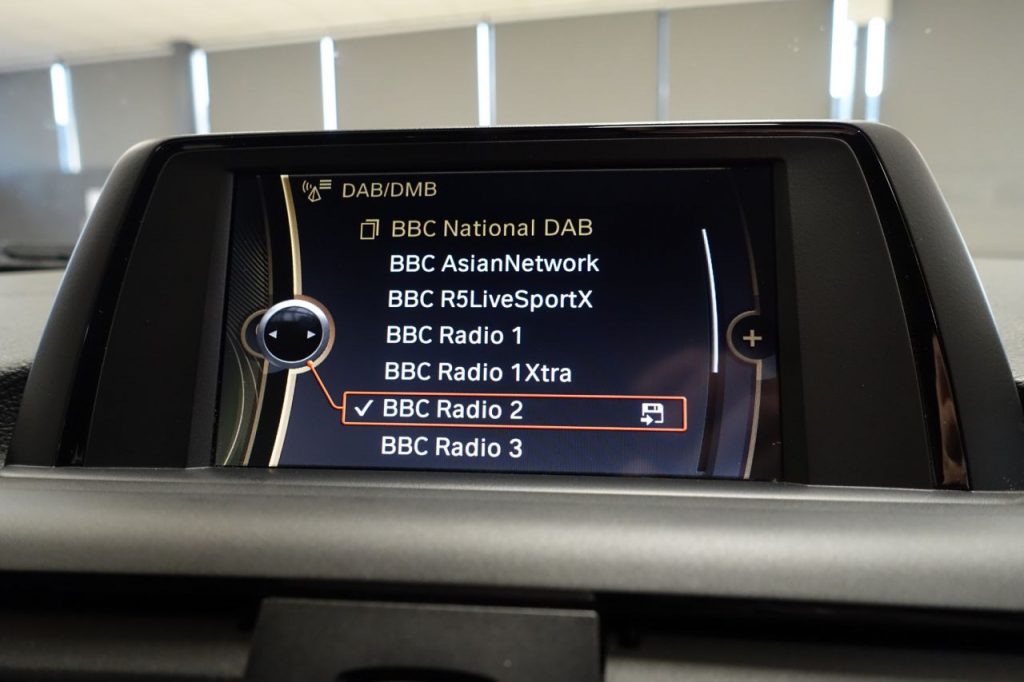 DAB/DMB
BBC National DAB
BBC AsianNetwork
BBC R5LiveSportX
BBC Radio 1
BBC Radio 1Xtra
BBC Radio 2
BBC Radio 3